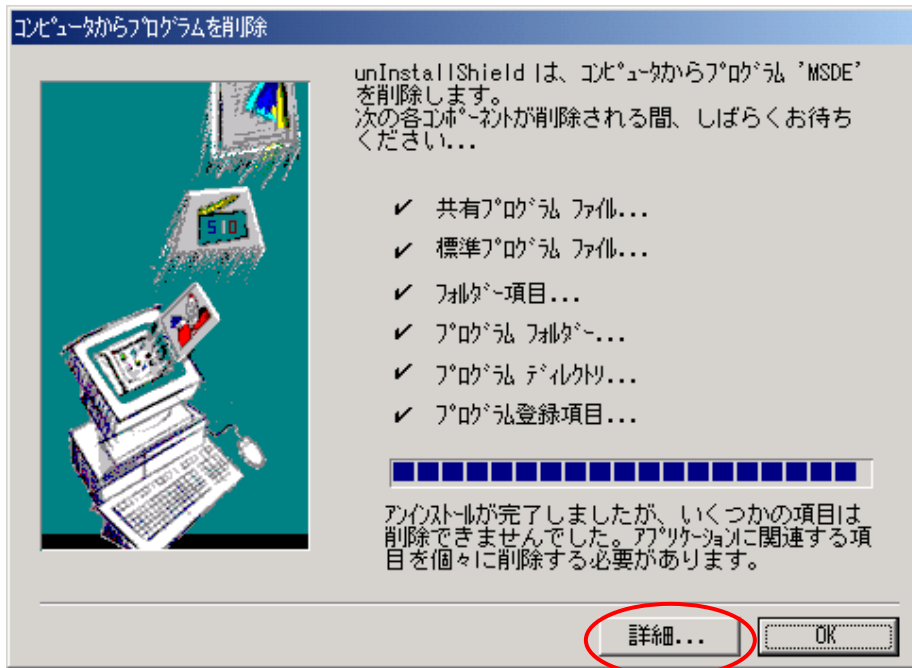 ｺﾝﾋﾟｭｰﾀからﾌﾟﾛｸﾞﾗﾑを削除
unInstallShield は、ｺﾝﾋﾟｭｰﾀからﾌﾟﾛｸﾞﾗﾑ 'MSDE'
を削除します。
次の各ｺﾝﾎﾟｰﾈﾝﾄが削除される間、しばらくお待ち
ください...
✔ 共有ﾌﾟﾛｸﾞﾗﾑ ﾌｧｲﾙ...
✔ 標準ﾌﾟﾛｸﾞﾗﾑ ﾌｧｲﾙ...
✔ ﾌｫﾙﾀﾞｰ項目...
✔ ﾌﾟﾛｸﾞﾗﾑ ﾌｫﾙﾀﾞｰ...
✔ ﾌﾟﾛｸﾞﾗﾑ ﾃﾞｨﾚｸﾄﾘ...
✔ ﾌﾟﾛｸﾞﾗﾑ登録項目...
ｱﾝｲﾝｽﾄｰﾙが完了しましたが、いくつかの項目は
削除できませんでした。ｱﾌﾟﾘｹｰｼｮﾝに関連する項
目を個々に削除する必要があります。
詳細...
OK
510